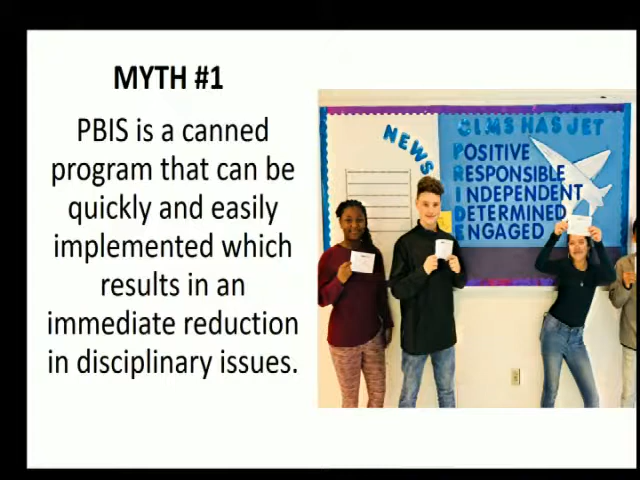 MYTH #1
PBIS is a canned
program that can be
quickly and easily
implemented which
results in an
immediate reduction
in disciplinary issues.
NEWS
OLMS HAS JET
P R I D E
POSITIVE
RESPONSIBLE
INDEPENDENT
DETERMINED
ENGAGED